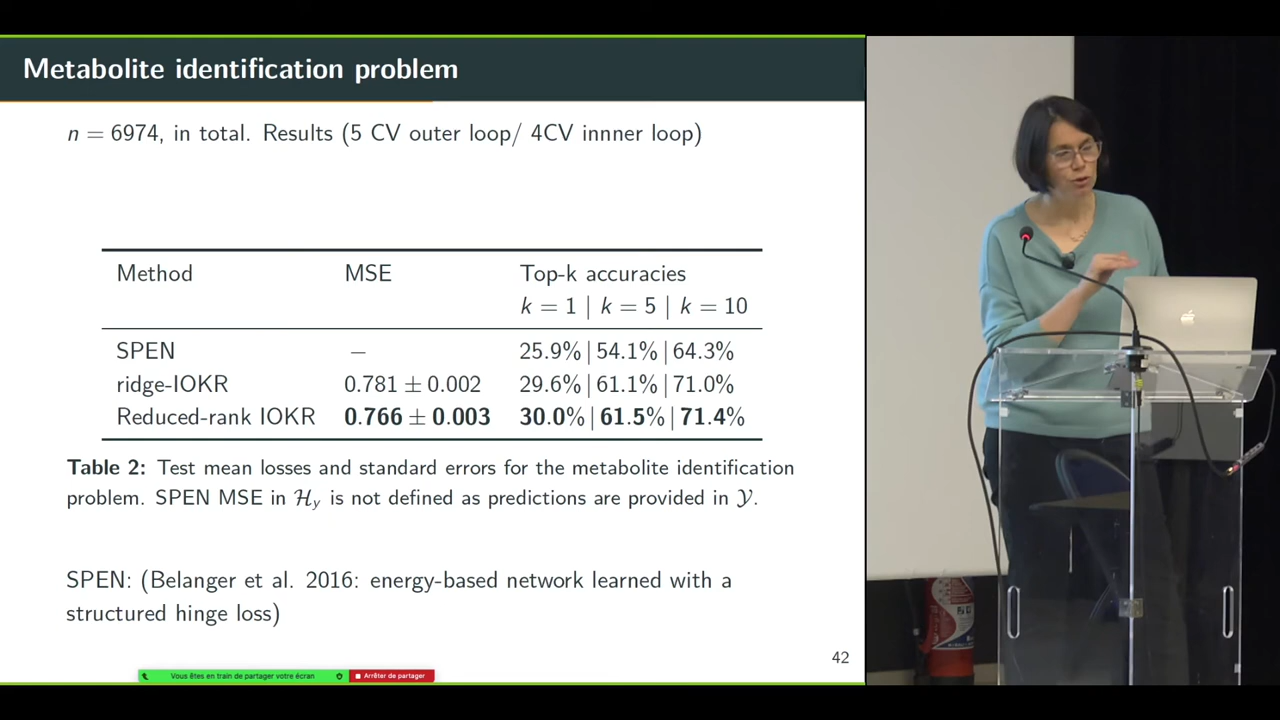 Metabolite identification problem
n = 6974, in total. Results (5 CV outer loop/ 4CV innner loop)
Method MSE Top-k accuracies
k = 1 | k = 5 | k = 10
SPEN − 25.9% | 54.1% | 64.3%
ridge-IOKR 0.781 ± 0.002 29.6% | 61.1% | 71.0%
Reduced-rank IOKR 0.766 ± 0.003 30.0% | 61.5% | 71.4%
Table 2: Test mean losses and standard errors for the metabolite identification
problem. SPEN MSE in ℋy is not defined as predictions are provided in 𝒴.
SPEN: (Belanger et al. 2016: energy-based network learned with a
structured hinge loss)
42
Vous êtes en train de partager votre écran Arrêter de partager